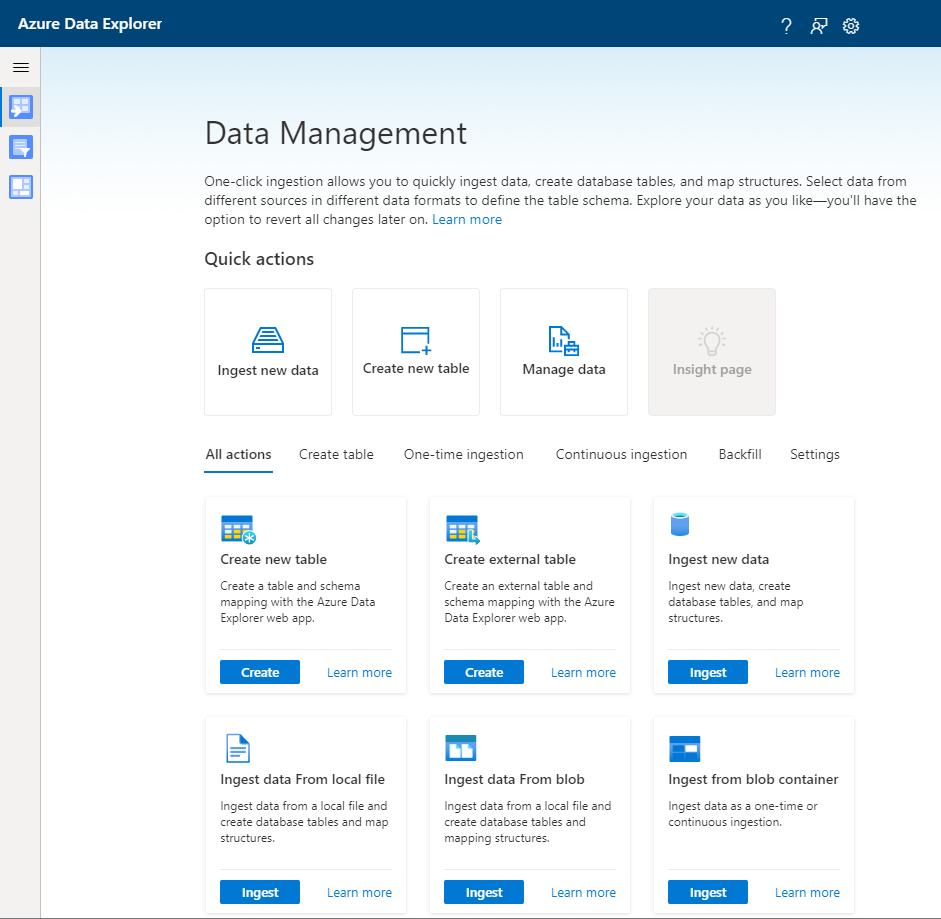 Azure Data Explorer
Data Management
One-click ingestion allows you to quickly ingest data, create database tables, and map structures. Select data from
different sources in different data formats to define the table schema. Explore your data as you like—you'll have the
option to revert all changes later on. Learn more
Quick actions
Ingest new data
Create new table
Manage data
Insight page
All actions
Create table
One-time ingestion
Continuous ingestion
Backfill
Settings
Create new table
Create a table and schema
mapping with the Azure Data
Explorer web app.
Create
Learn more
Create external table
Create an external table and
schema mapping with the Azure
Data Explorer web app.
Create
Learn more
Ingest new data
Ingest new data, create
database tables, and map
structures.
Ingest
Learn more
Ingest data From local file
Ingest data from a local file and
create database tables and map
structures.
Ingest
Learn more
Ingest data From blob
Ingest data from a local file and
create database tables and
mapping structures.
Ingest
Learn more
Ingest from blob container
Ingest data as a one-time or
continuous ingestion.
Ingest
Learn more